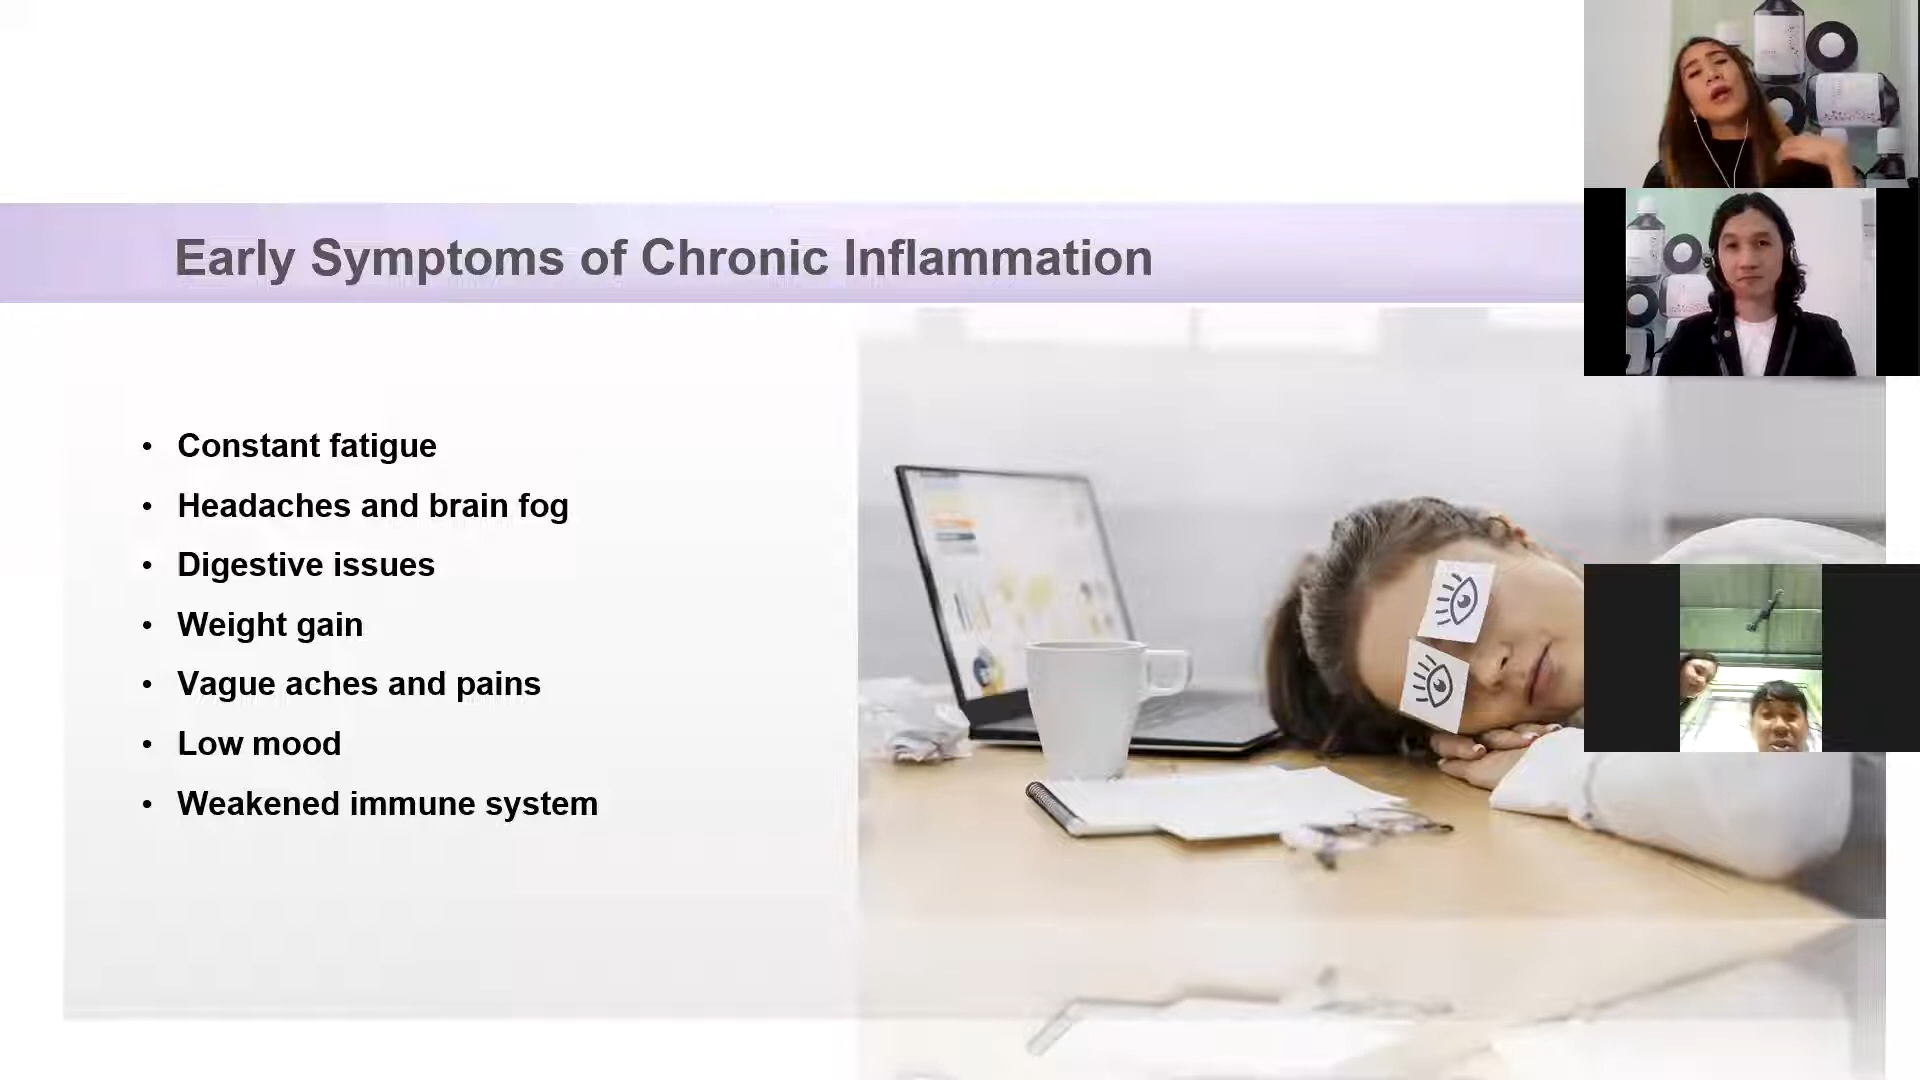 Early Symptoms of Chronic Inflammation
• Constant fatigue
• Headaches and brain fog
• Digestive issues
• Weight gain
• Vague aches and pains
• Low mood
• Weakened immune system